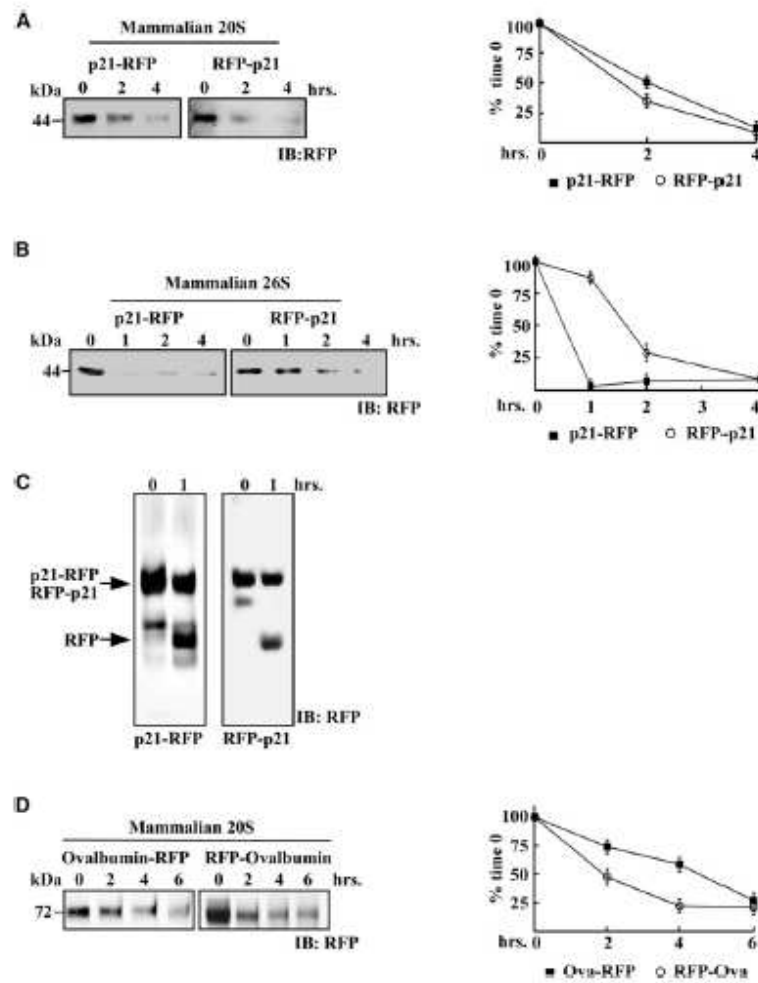 A
Mammalian 20S
p21-RFP RFP-p21
kDa 0 2 4 0 2 4 hrs.
44
IB:RFP
% time 0
100
75
50
25
hrs. 0 2 4
■ p21-RFP ○ RFP-p21
B
Mammalian 26S
p21-RFP RFP-p21
kDa 0 1 2 4 0 1 2 4 hrs.
44
IB: RFP
% time 0
100
75
50
25
hrs. 0 1 2 3 4
■ p21-RFP ○ RFP-p21
C
0 1 0 1 hrs.
p21-RFP
RFP-p21
RFP
IB: RFP
p21-RFP RFP-p21
D
Mammalian 20S
Ovalbumin-RFP RFP-Ovalbumin
kDa 0 2 4 6 0 2 4 6 hrs.
72
IB: RFP
% time 0
100
75
50
25
hrs. 0 2 4 6
■ Ova-RFP ○ RFP-Ova